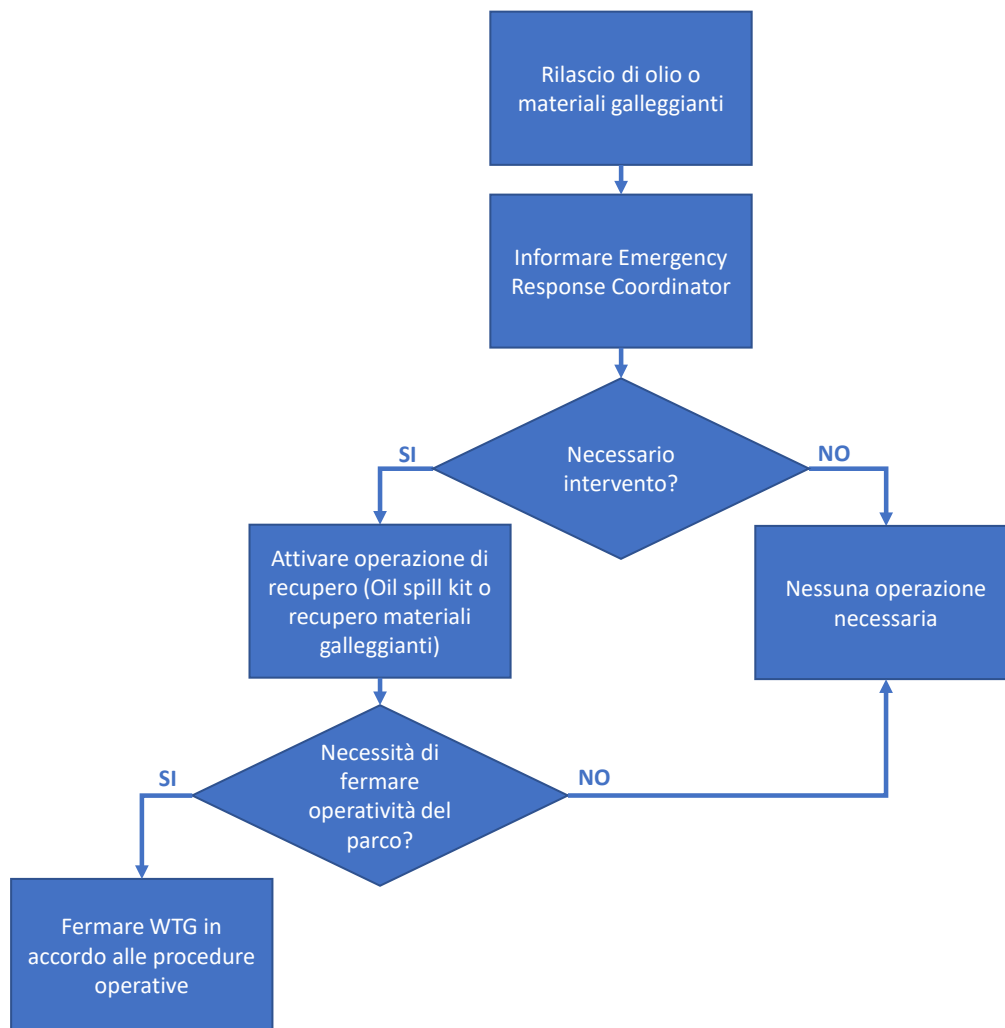 Rilascio di olio o
materiali galleggianti
Informare Emergency
Response Coordinator
Necessario
intervento?
SI
NO
Attivare operazione di
recupero (Oil spill kit o
recupero materiali
galleggianti)
Nessuna operazione
necessaria
Necessità di
fermare
operatività del
parco?
SI
NO
Fermare WTG in
accordo alle procedure
operative